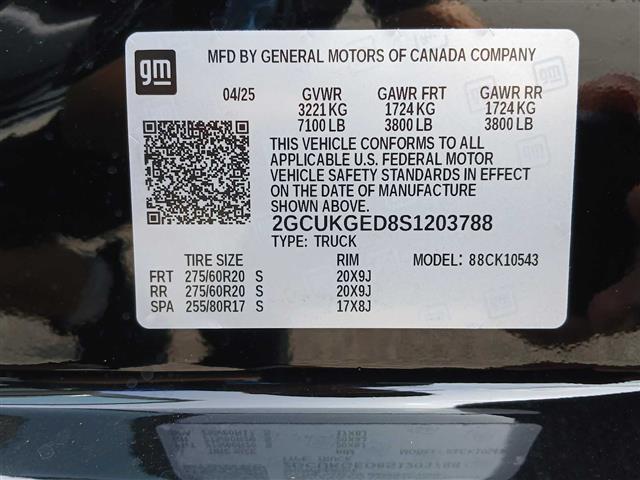 gm
MFD BY GENERAL MOTORS OF CANADA COMPANY
04/25 GVWR GAWR FRT GAWR RR
3221 KG 1724 KG 1724 KG
7100 LB 3800 LB 3800 LB
THIS VEHICLE CONFORMS TO ALL
APPLICABLE U.S. FEDERAL MOTOR
VEHICLE SAFETY STANDARDS IN EFFECT
ON THE DATE OF MANUFACTURE
SHOWN ABOVE.
2GCUKGED8S1203788
TYPE: TRUCK
TIRE SIZE RIM MODEL: 88CK10543
FRT 275/60R20 S 20X9J
RR 275/60R20 S 20X9J
SPA 255/80R17 S 17X8J